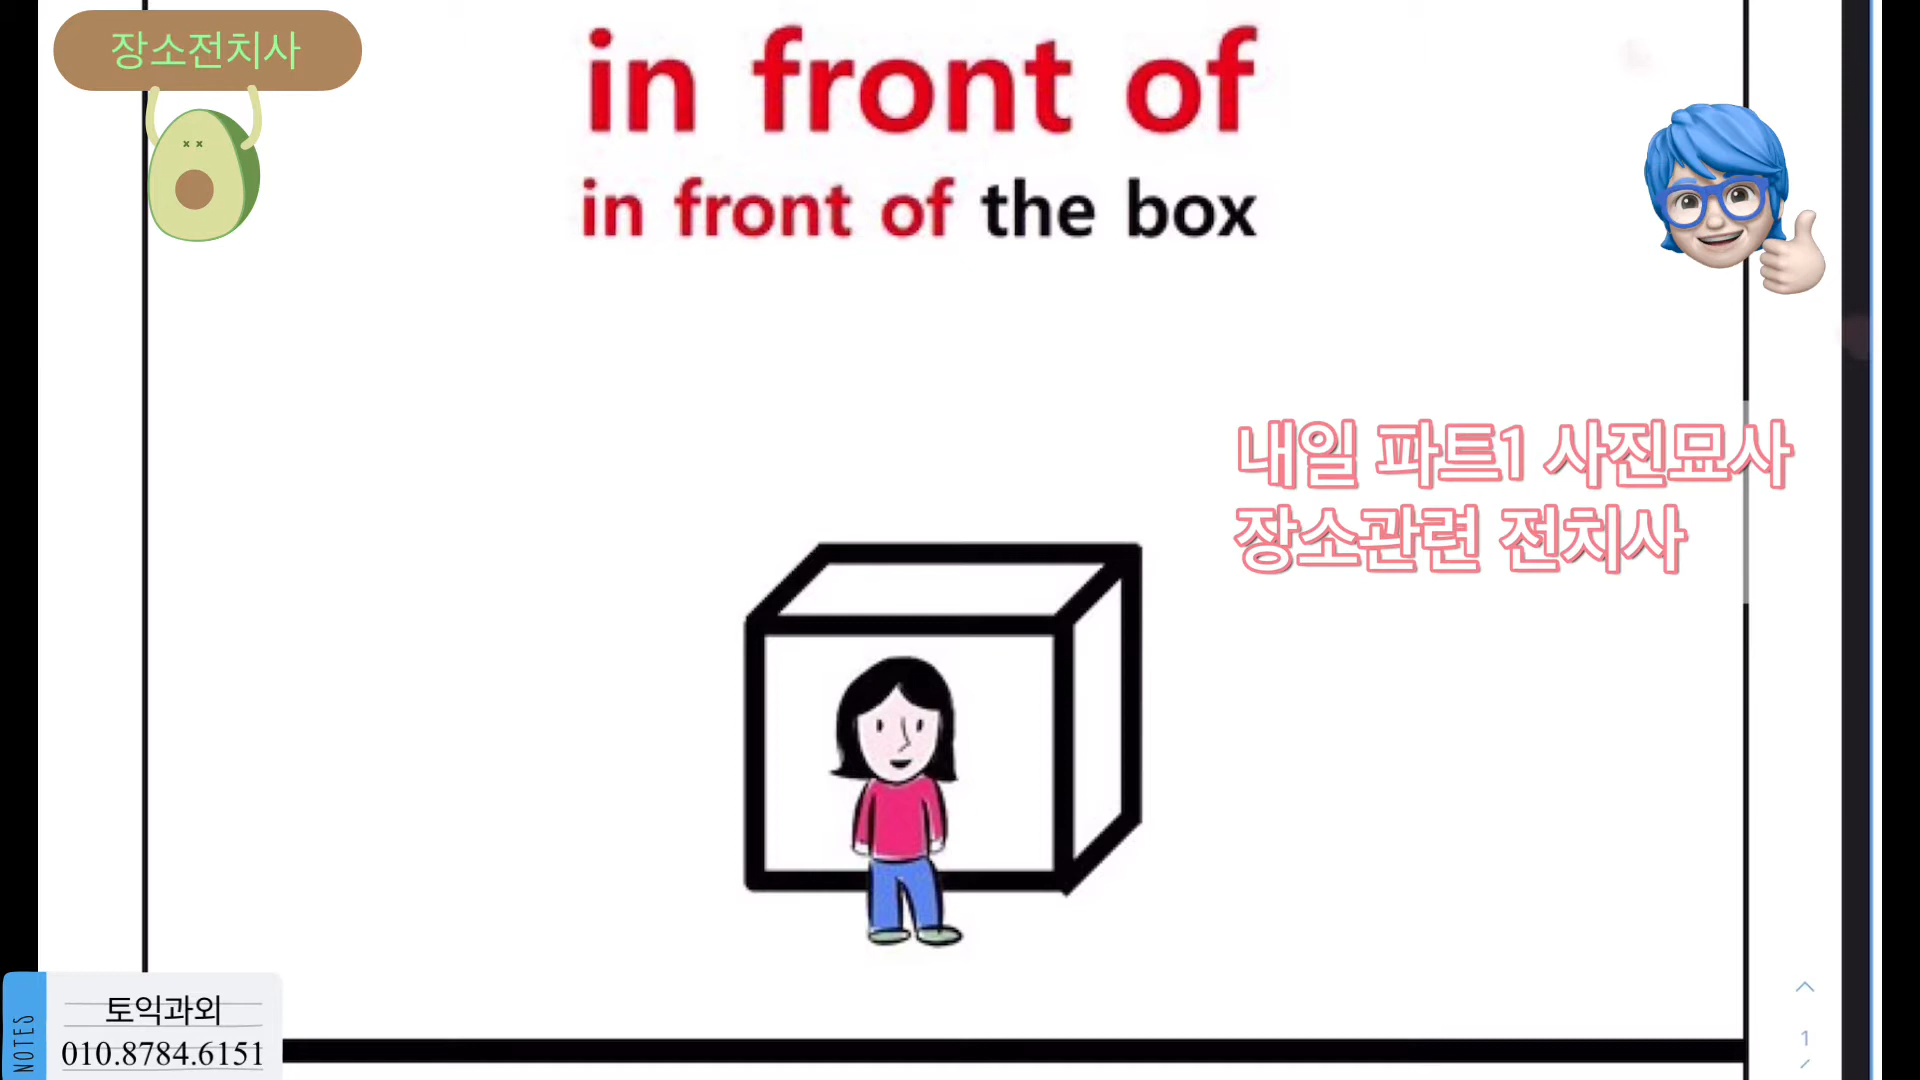 장소전치사
in front of
in front of the box
내일 파트1 사진묘사
장소관련 전치사
NOTES
토익과외
010.8784.6151
1